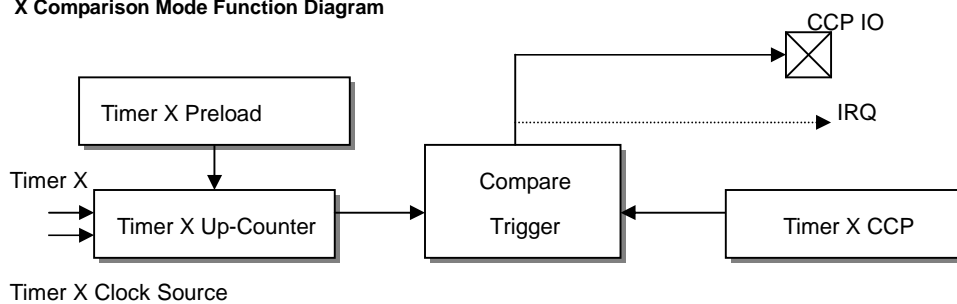 X Comparison Mode Function Diagram
CCP IO
Timer X Preload
IRQ
Timer X
Compare
Trigger
Timer X Up-Counter
Timer X CCP
Timer X Clock Source